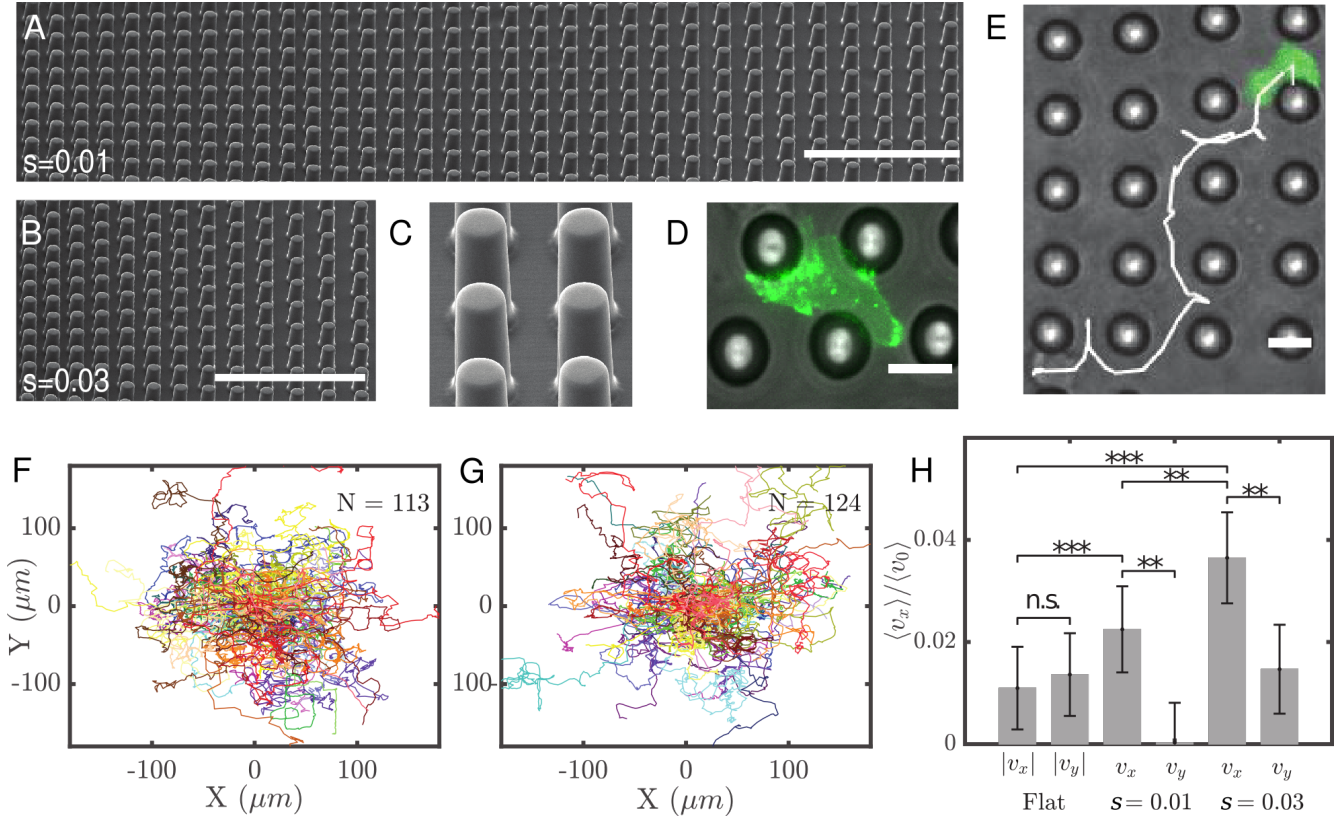 A
s=0.01
B
s=0.03
C
D
E
F
N = 113
Y (μm)
100
0
-100
-100
0
100
X (μm)
G
N = 124
100
0
100
-100
0
100
X (μm)
H
***
**
**
***
**
n.s.
⟨v_x⟩/⟨v_0⟩
0.04
0.02
0
|v_x| |v_y| v_x v_y v_x v_y
Flat s = 0.01 s = 0.03